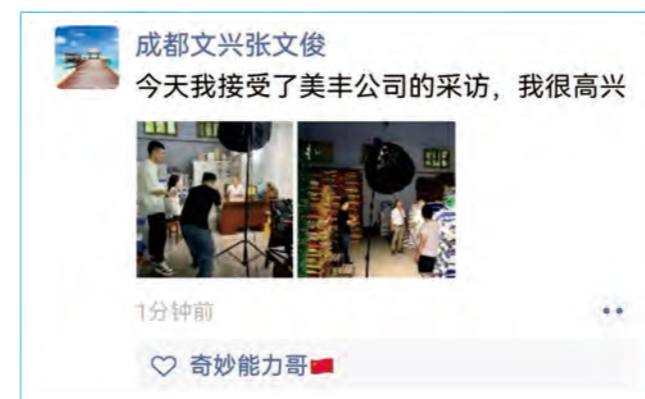 成都文兴张文俊
今天我接受了美丰公司的采访，我很高兴
1分钟前
奇妙能力哥🇨🇳